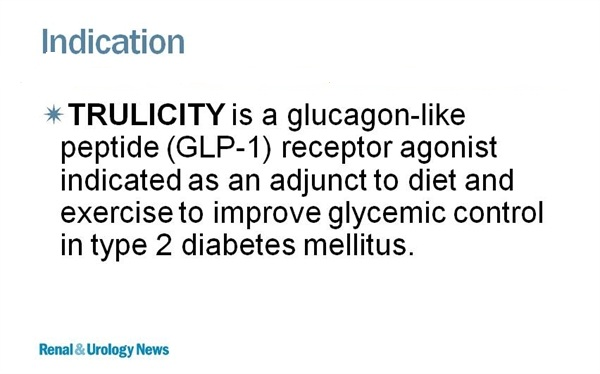 Indication
✷ TRULICITY is a glucagon-like
peptide (GLP-1) receptor agonist
indicated as an adjunct to diet and
exercise to improve glycemic control
in type 2 diabetes mellitus.
Renal & Urology News